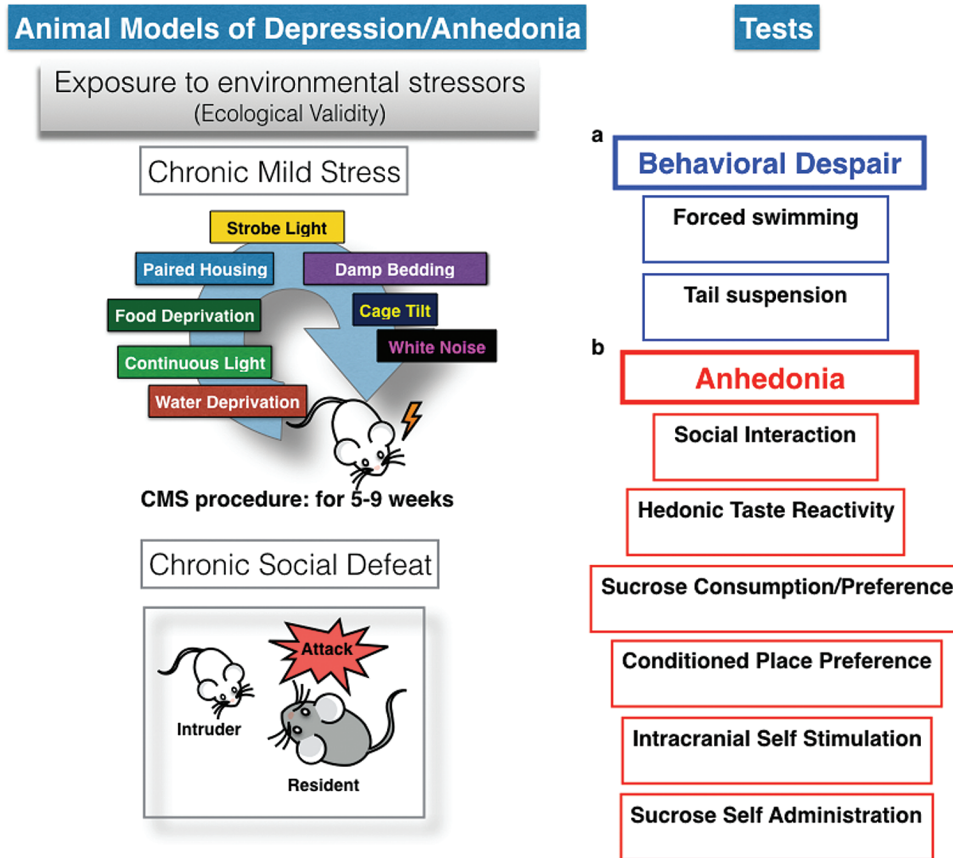 Animal Models of Depression/Anhedonia
Exposure to environmental stressors
(Ecological Validity)
Chronic Mild Stress
Strobe Light
Paired Housing
Damp Bedding
Food Deprivation
Cage Tilt
White Noise
Continuous Light
Water Deprivation
CMS procedure: for 5-9 weeks
Chronic Social Defeat
Attack
Intruder
Resident
Tests
a
Behavioral Despair
Forced swimming
Tail suspension
b
Anhedonia
Social Interaction
Hedonic Taste Reactivity
Sucrose Consumption/Preference
Conditioned Place Preference
Intracranial Self Stimulation
Sucrose Self Administration